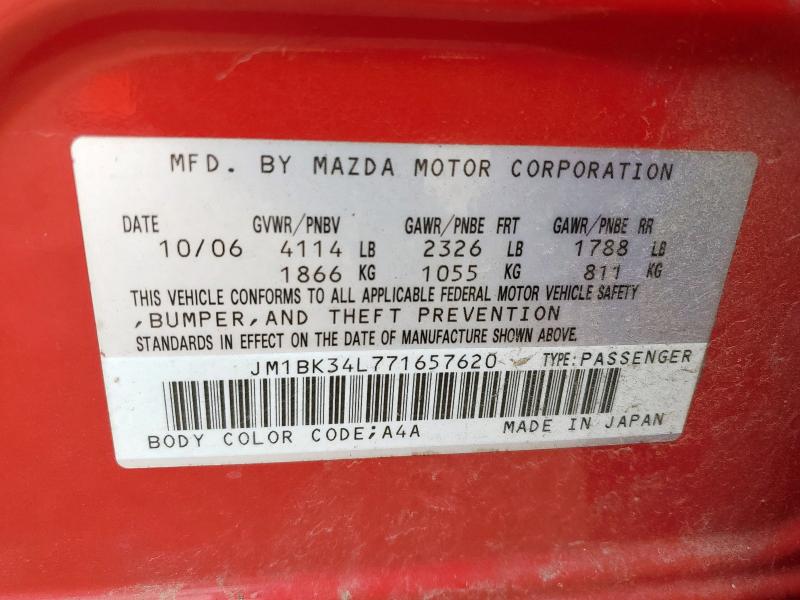 MFD. BY MAZDA MOTOR CORPORATION
DATE GVWR/PNBV GAWR/PNBE FRT GAWR/PNBE RR
10/06 4114 LB 2326 LB 1788 LB
1866 KG 1055 KG 811 KG
THIS VEHICLE CONFORMS TO ALL APPLICABLE FEDERAL MOTOR VEHICLE SAFETY
,BUMPER,AND THEFT PREVENTION
STANDARDS IN EFFECT ON THE DATE OF MANUFACTURE SHOWN ABOVE.
JM1BK34L771657620 TYPE:PASSENGER
BODY COLOR CODE;A4A MADE IN JAPAN